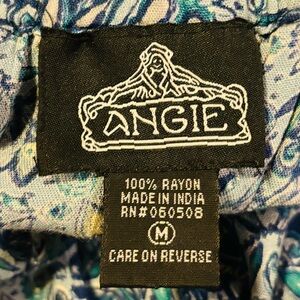 ANGIE
100% RAYON
MADE IN INDIA
RN#060508
M
CARE ON REVERSE